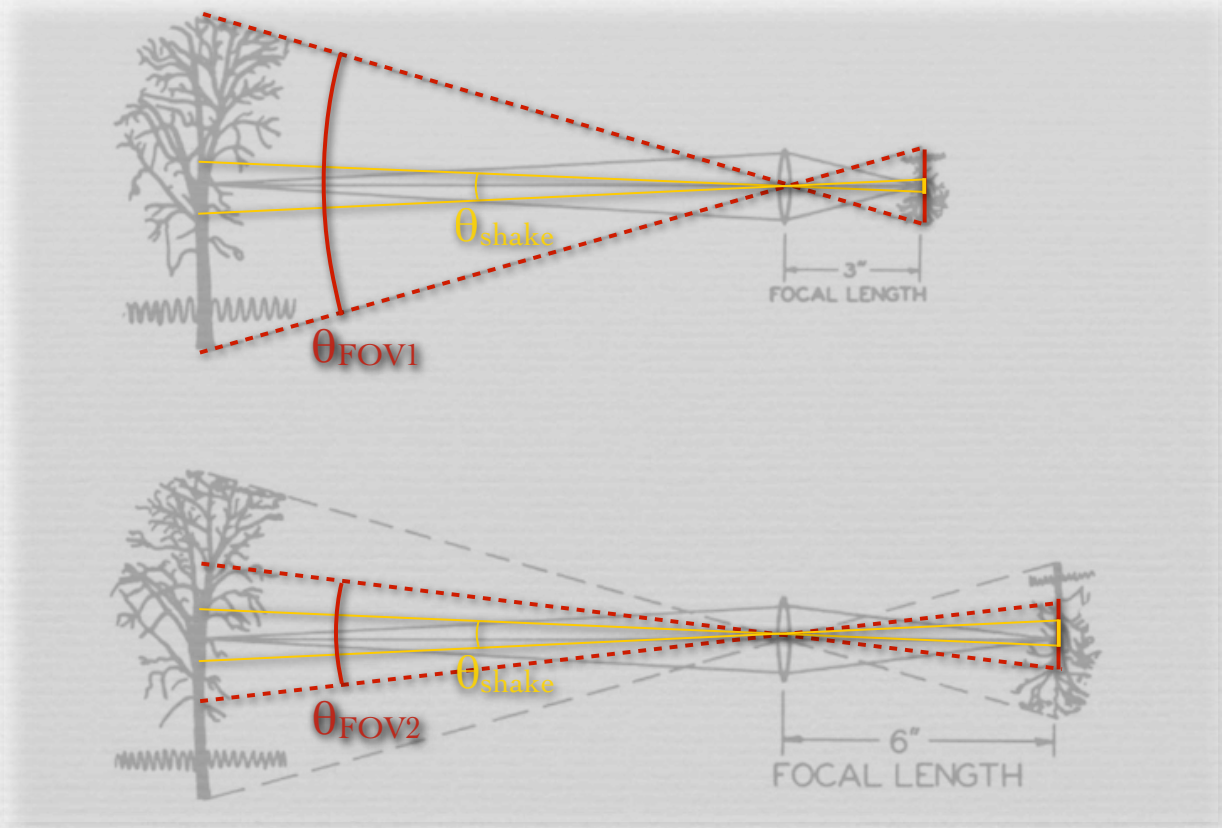 θshake
3"
FOCAL LENGTH
θFOV1
θshake
θFOV2
6"
FOCAL LENGTH